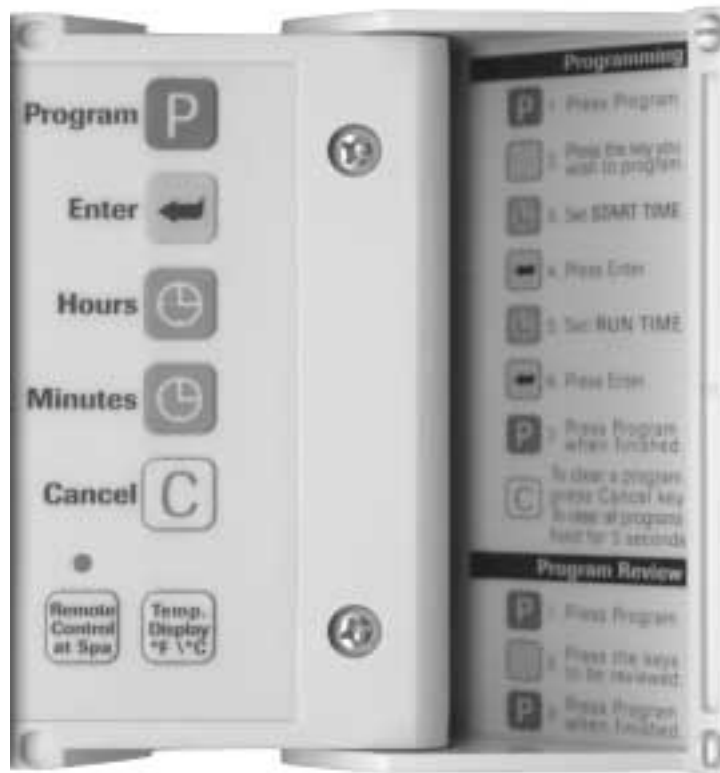 Program P
Enter
Hours
Minutes
Cancel C
Remote
Control
at Spa
Temp.
Display
°F \°C
Programming
P 1. Press Program
2. Press the key you
wish to program
3. Set START TIME
4. Press Enter
5. Set RUN TIME
6. Press Enter
P 7. Press Program
when finished
C To clear a program
press Cancel key
To clear all programs
hold for 5 seconds
Program Review
P 1. Press Program
2. Press the keys
to be reviewed
P 3. Press Program
when finished